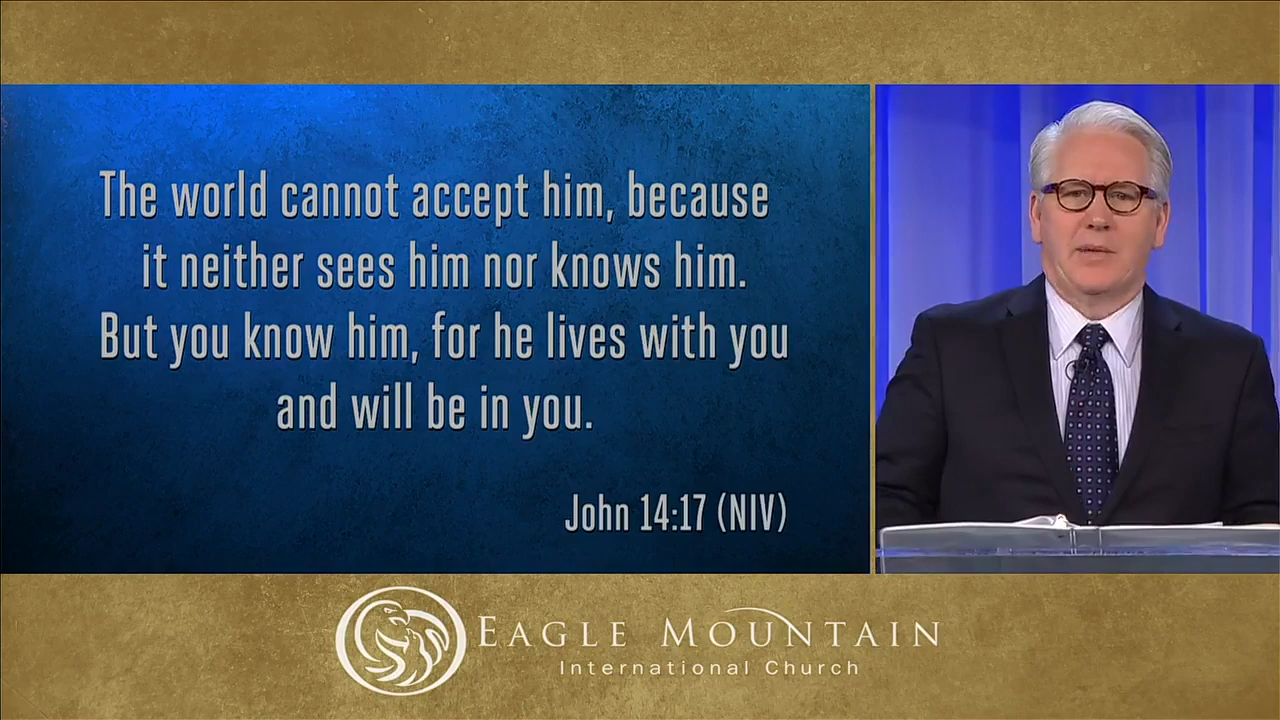 The world cannot accept him, because
it neither sees him nor knows him.
But you know him, for he lives with you
and will be in you.
John 14:17 (NIV)
EAGLE MOUNTAIN
International Church